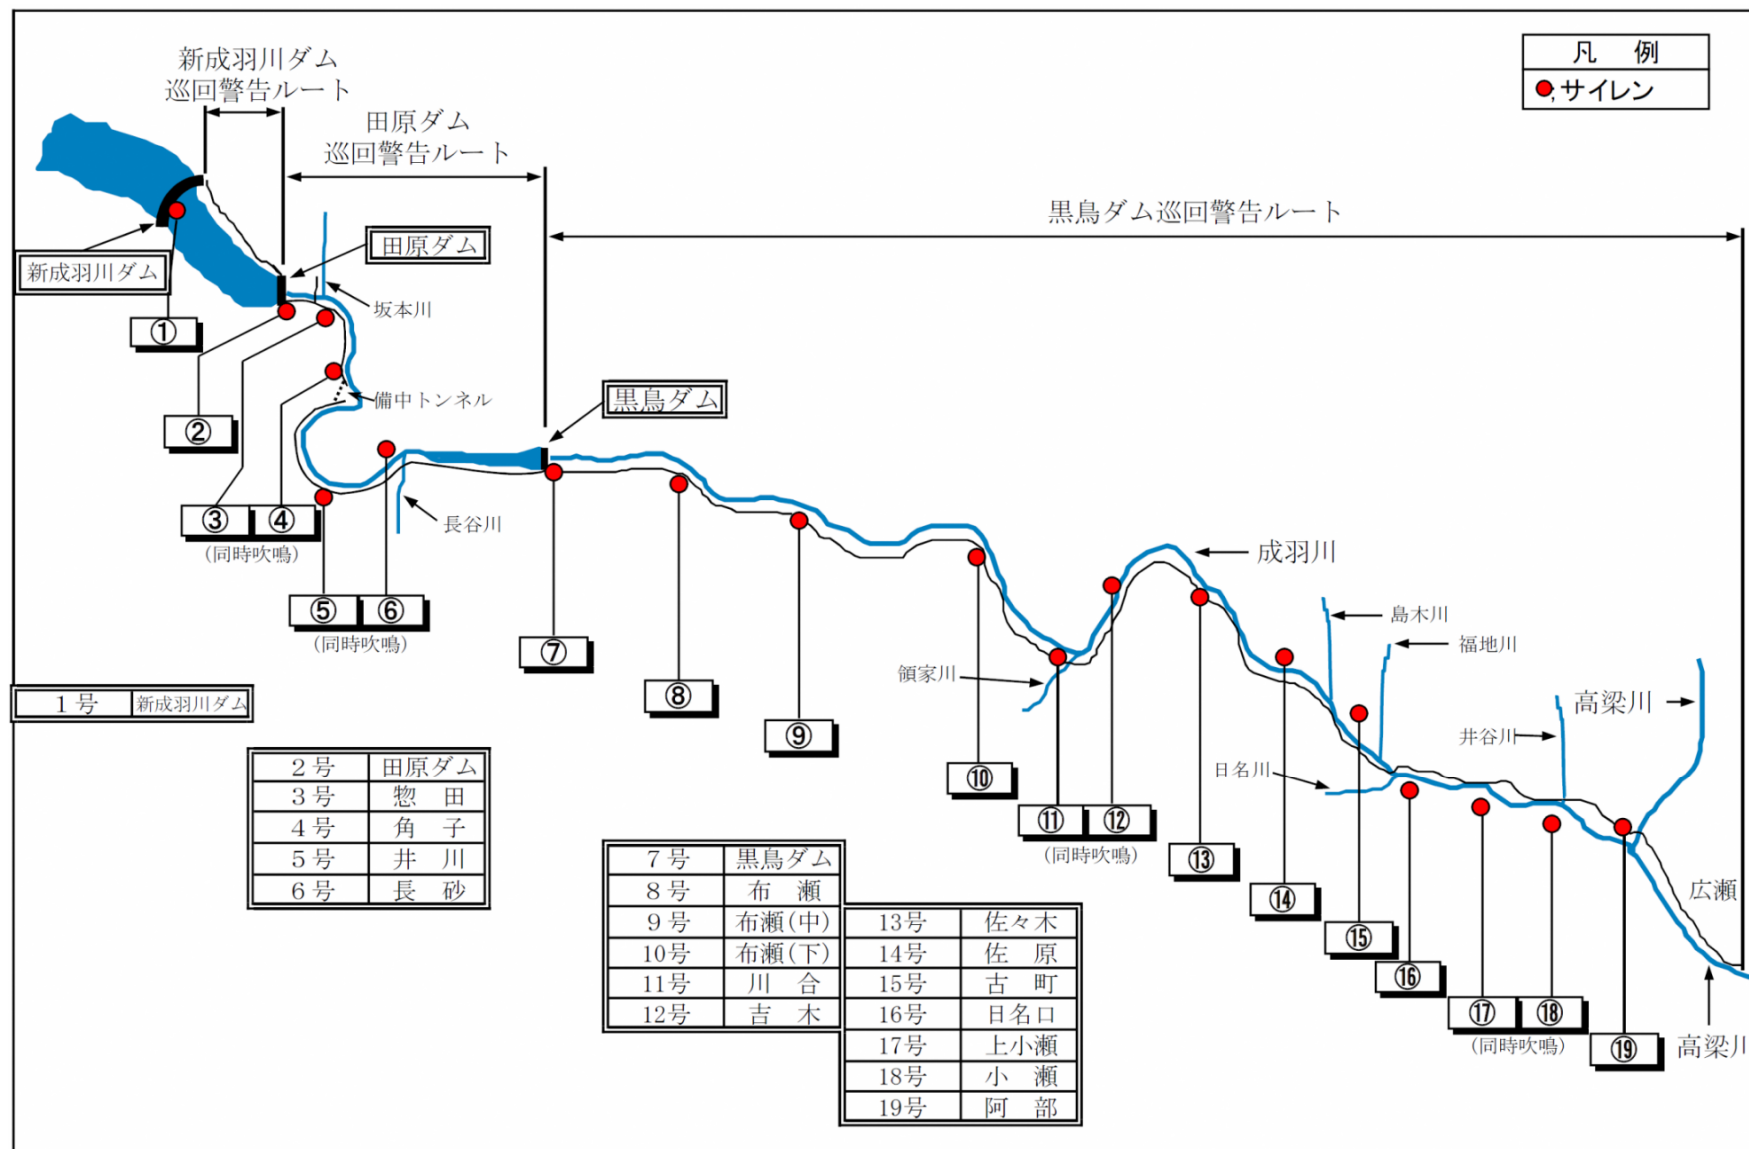 新成羽川ダム
巡回警告ルート
田原ダム
巡回警告ルート
黒鳥ダム巡回警告ルート
凡 例
;サイレン
新成羽川ダム
田原ダム
坂本川
①
②
備中トンネル
黒鳥ダム
③ ④
(同時吹鳴)
長谷川
⑤ ⑥
(同時吹鳴)
⑦
⑧
⑨
⑩
領家川
⑪ ⑫
(同時吹鳴)
成羽川
⑬
⑭
島木川
福地川
⑮
日名川
⑯
井谷川
高梁川
⑰ ⑱
(同時吹鳴)
⑲
広瀬
高梁川
1号 新成羽川ダム
2号 田原ダム
3号 惣 田
4号 角 子
5号 井 川
6号 長 砂
7号 黒鳥ダム
8号 布 瀬
9号 布瀬(中)
10号 布瀬(下)
11号 川 合
12号 吉 木
13号 佐々木
14号 佐 原
15号 古 町
16号 日名口
17号 上小瀬
18号 小 瀬
19号 阿 部